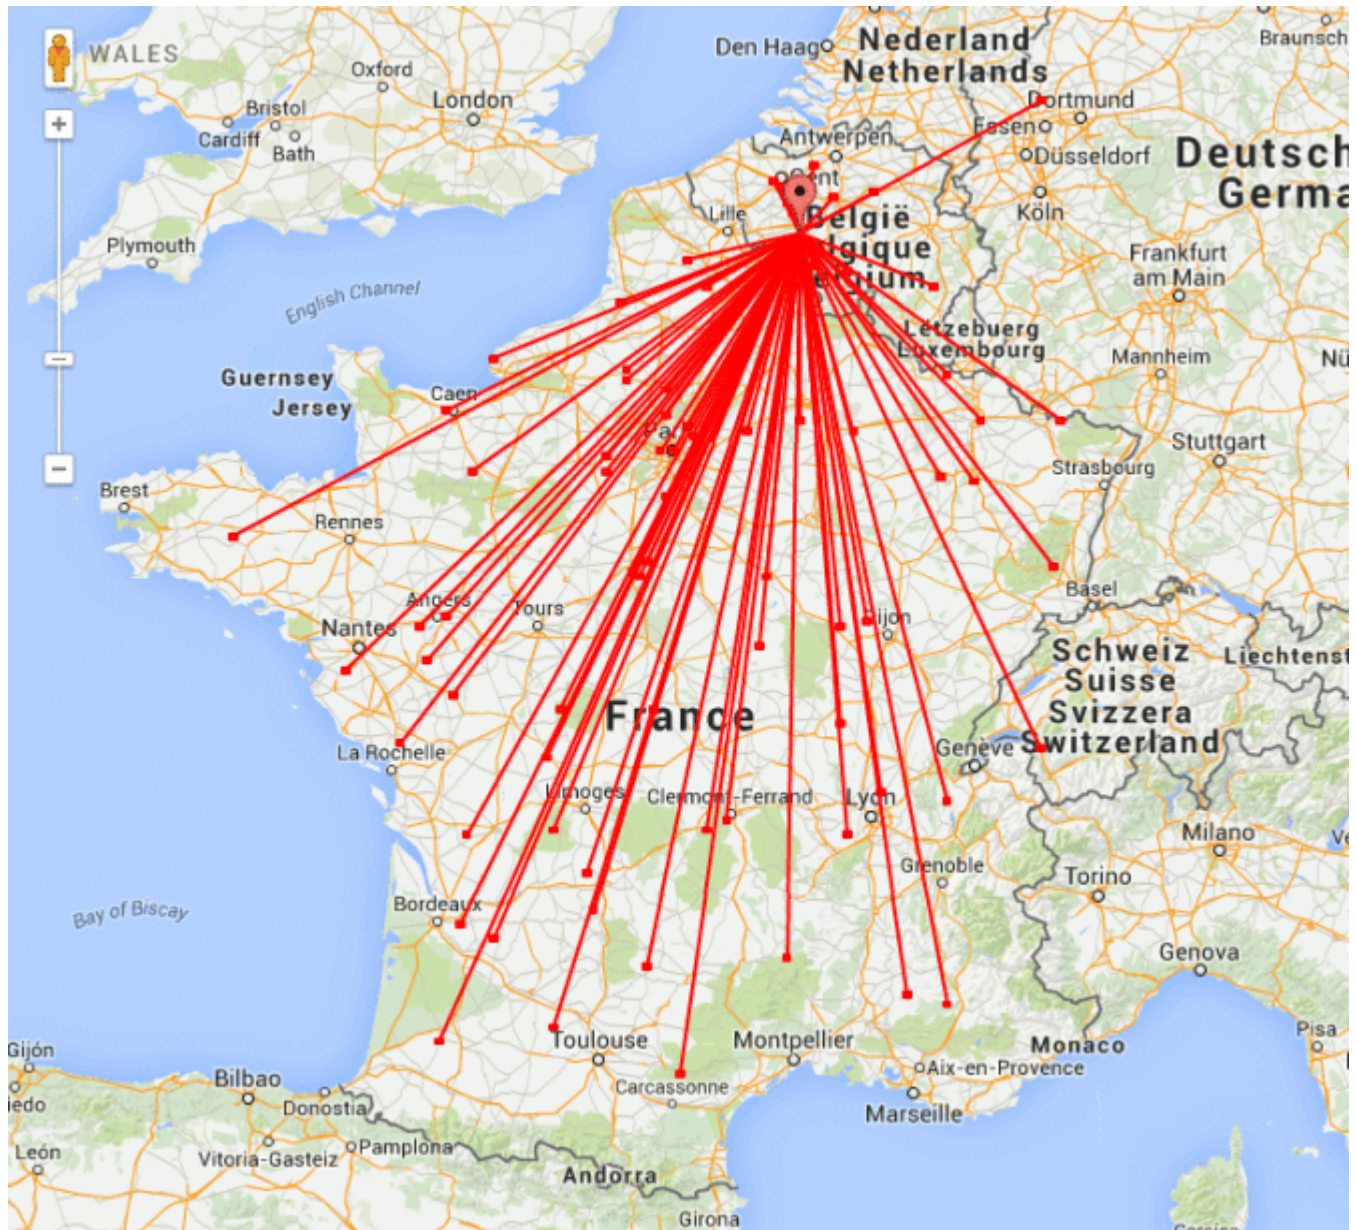 WALES
Oxford
London
Bristol
Cardiff
Bath
Plymouth
English Channel
Guernsey
Jersey
Caen
Brest
Rennes
Nantes
Angers
Tours
La Rochelle
Bordeaux
Bay of Biscay
Den Haag
Nederland
Netherlands
Braunsch
Dortmund
Essen
Düsseldorf
Antwerpen
Lille
België
Deutsch
Germa
Köln
Frankfurt
am Main
Lëtzebuerg
Luxembourg
Mannheim
Nü
Stuttgart
Strasbourg
Basel
Schweiz
Suisse
Svizzera
Switzerland
Liechtenst
France
Genève
Limoges
Clermont-Ferrand
Lyon
Grenoble
Milano
Ve
Torino
Genova
Toulouse
Montpellier
Monaco
Pisa
Carcassonne
Aix-en-Provence
Marseille
Gijón
iedo
Bilbao
Donostia
León
Vitoria-Gasteiz
Pamplona
Andorra
Girona